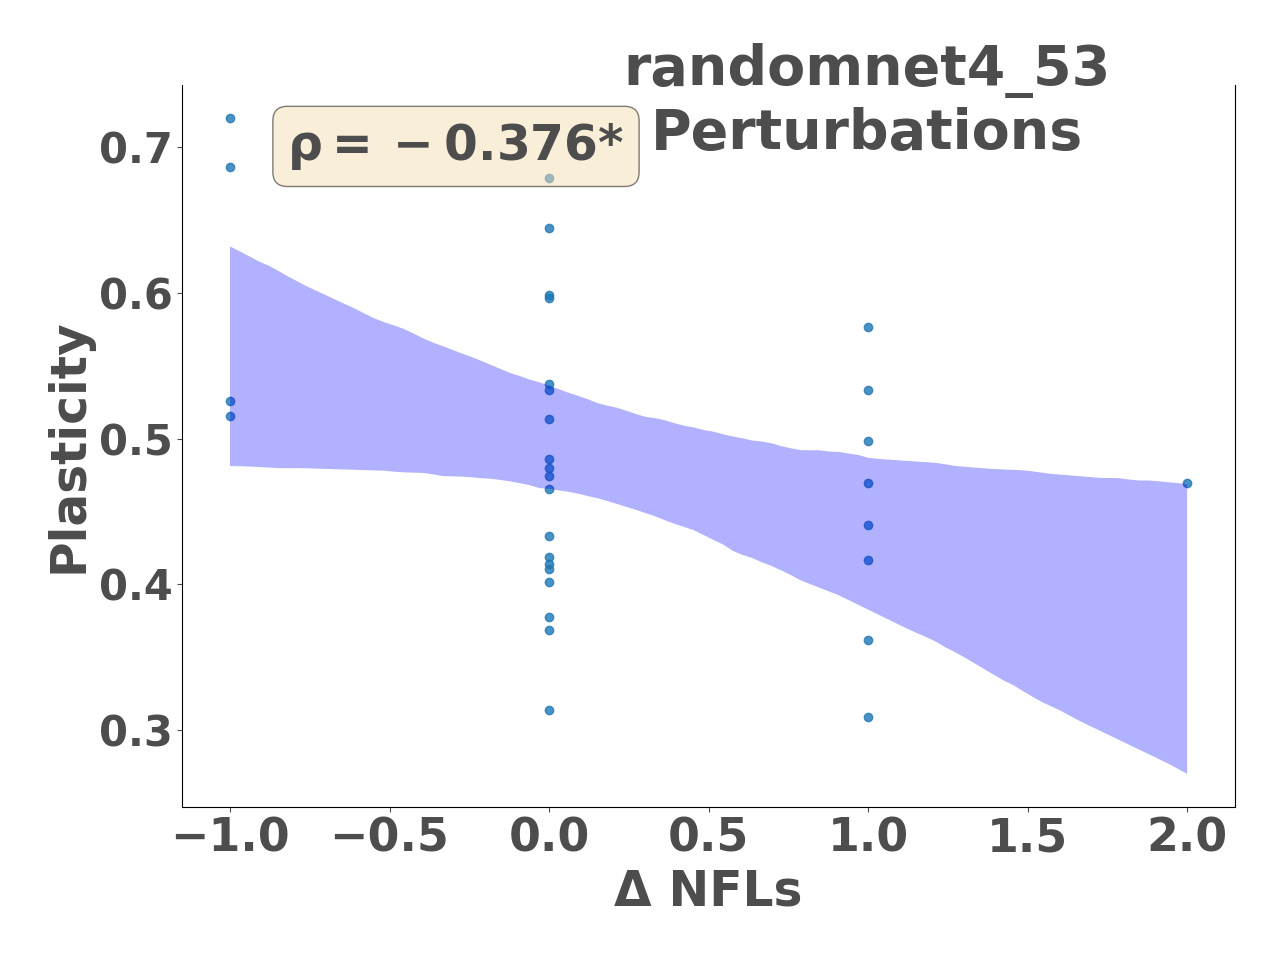 randomnet4_53
Perturbations
ρ = − 0.376*
Plasticity
0.7
0.6
0.5
0.4
0.3
−1.0 −0.5 0.0 0.5 1.0 1.5 2.0
Δ NFLs